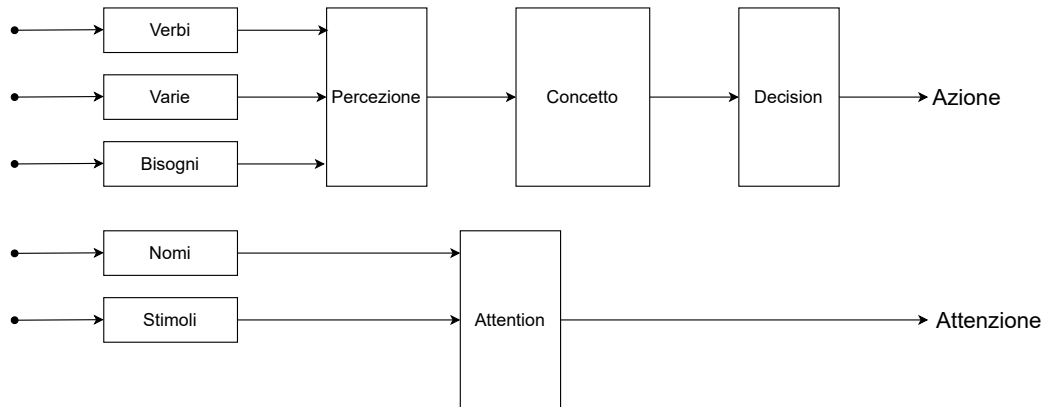 Verbi
Varie
Bisogni
Percezione
Concetto
Decision
Azione
Nomi
Stimoli
Attention
Attenzione